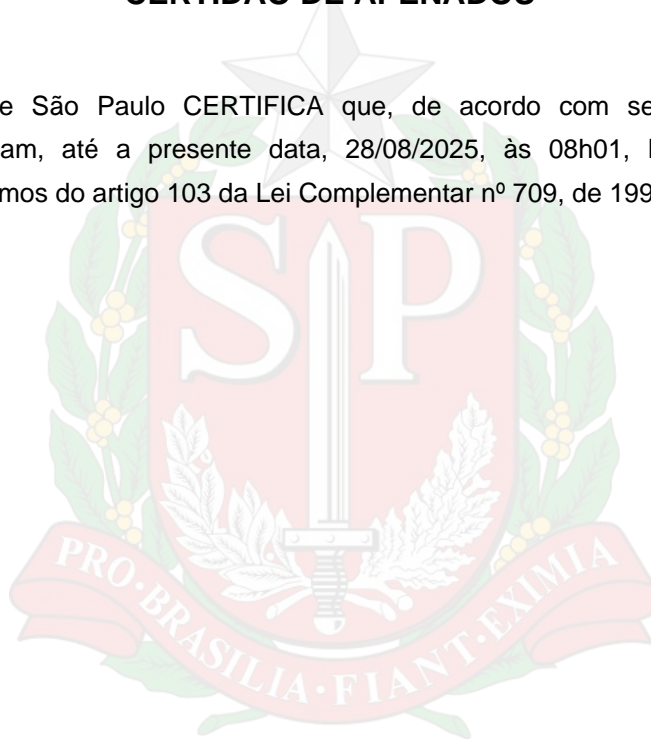 CERTIDÃO DE APENADOS
e São Paulo CERTIFICA que, de acordo com se
am, até a presente data, 28/08/2025, às 08h01,
mos do artigo 103 da Lei Complementar nº 709, de 199
SP
PRO·BRASILIA·FIANT·EXIMIA